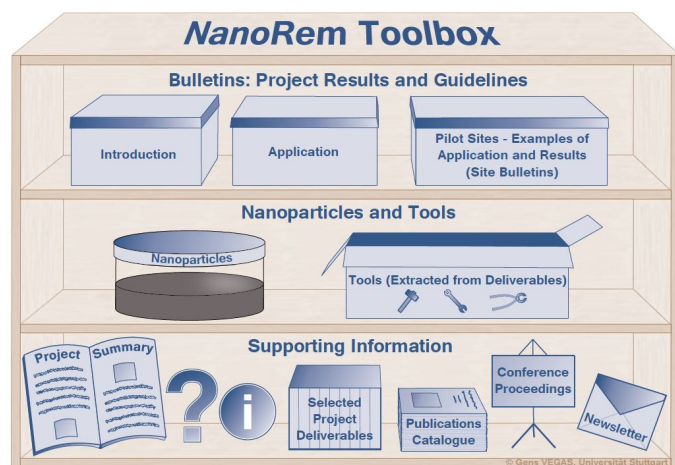 NanoRem Toolbox
Bulletins: Project Results and Guidelines
Introduction
Application
Pilot Sites - Examples of
Application and Results
(Site Bulletins)
Nanoparticles and Tools
Nanoparticles
Tools (Extracted from Deliverables)
Supporting Information
Project Summary
?
i
Selected
Project
Deliverables
Publications
Catalogue
Conference
Proceedings
Newsletter
© Gens VEGAS, Universität Stuttgart